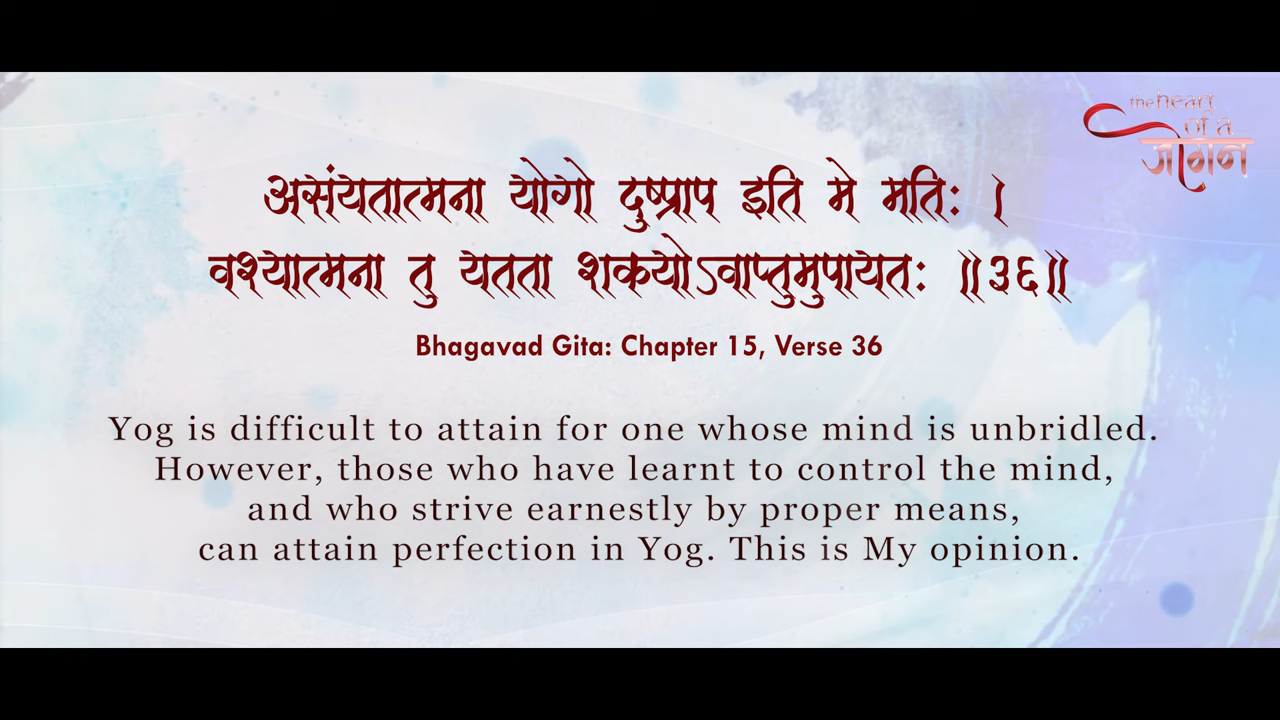 the heart
of a
जोगन
असंयतात्मना योगो दुष्प्राप इति मे मतिः ।
वश्यात्मना तु यतता शकयोऽवाप्तुमुपायतः ॥३६॥
Bhagavad Gita: Chapter 15, Verse 36
Yog is difficult to attain for one whose mind is unbridled.
However, those who have learnt to control the mind,
and who strive earnestly by proper means,
can attain perfection in Yog. This is My opinion.